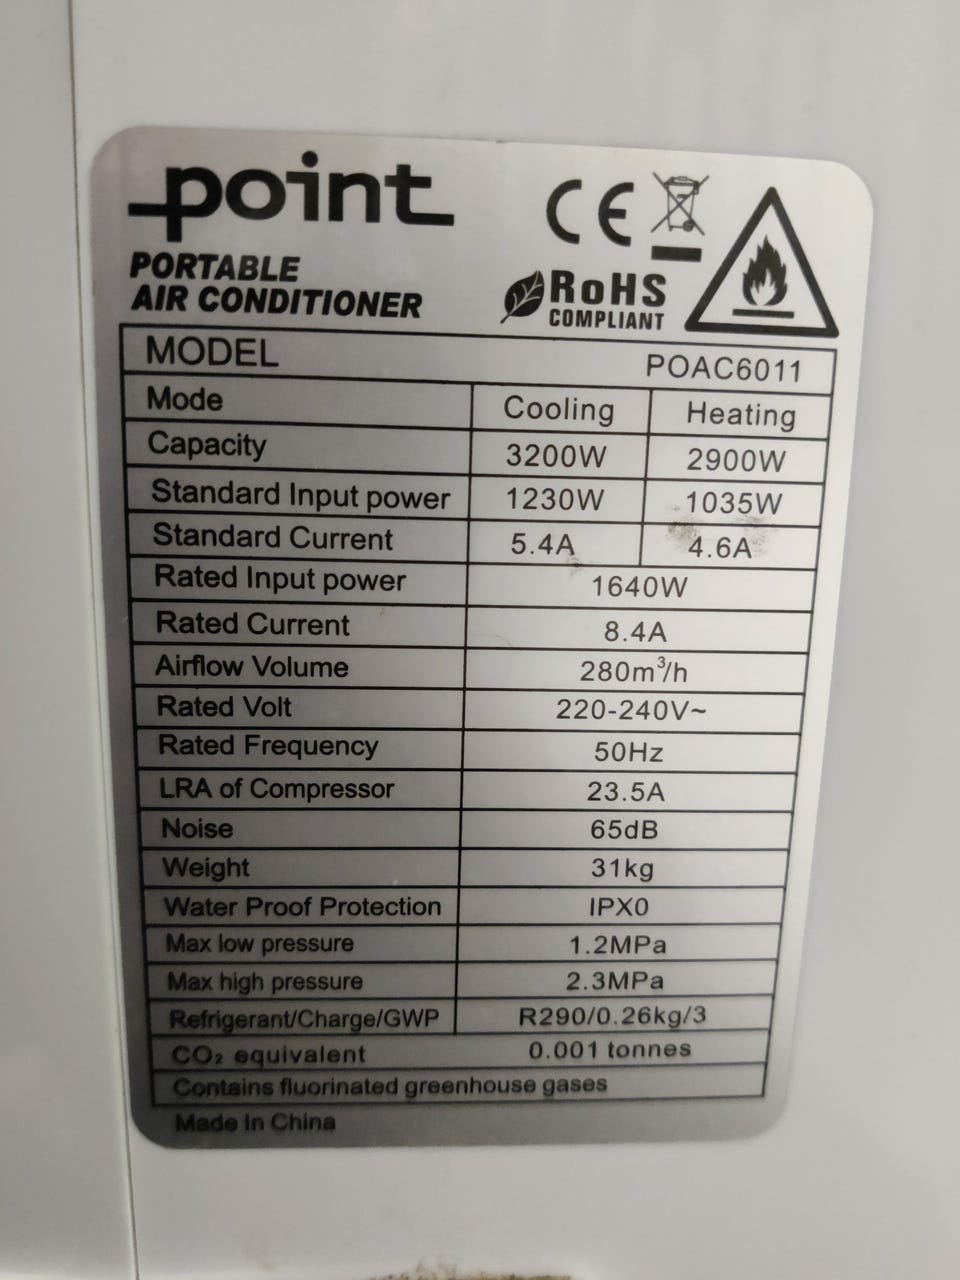 point
CE
PORTABLE
AIR CONDITIONER
RoHS
COMPLIANT
MODEL POAC6011
Mode Cooling Heating
Capacity 3200W 2900W
Standard Input power 1230W 1035W
Standard Current 5.4A 4.6A
Rated Input power 1640W
Rated Current 8.4A
Airflow Volume 280m³/h
Rated Volt 220-240V~
Rated Frequency 50Hz
LRA of Compressor 23.5A
Noise 65dB
Weight 31kg
Water Proof Protection IPX0
Max low pressure 1.2MPa
Max high pressure 2.3MPa
Refrigerant/Charge/GWP R290/0.26kg/3
CO₂ equivalent 0.001 tonnes
Contains fluorinated greenhouse gases
Made In China